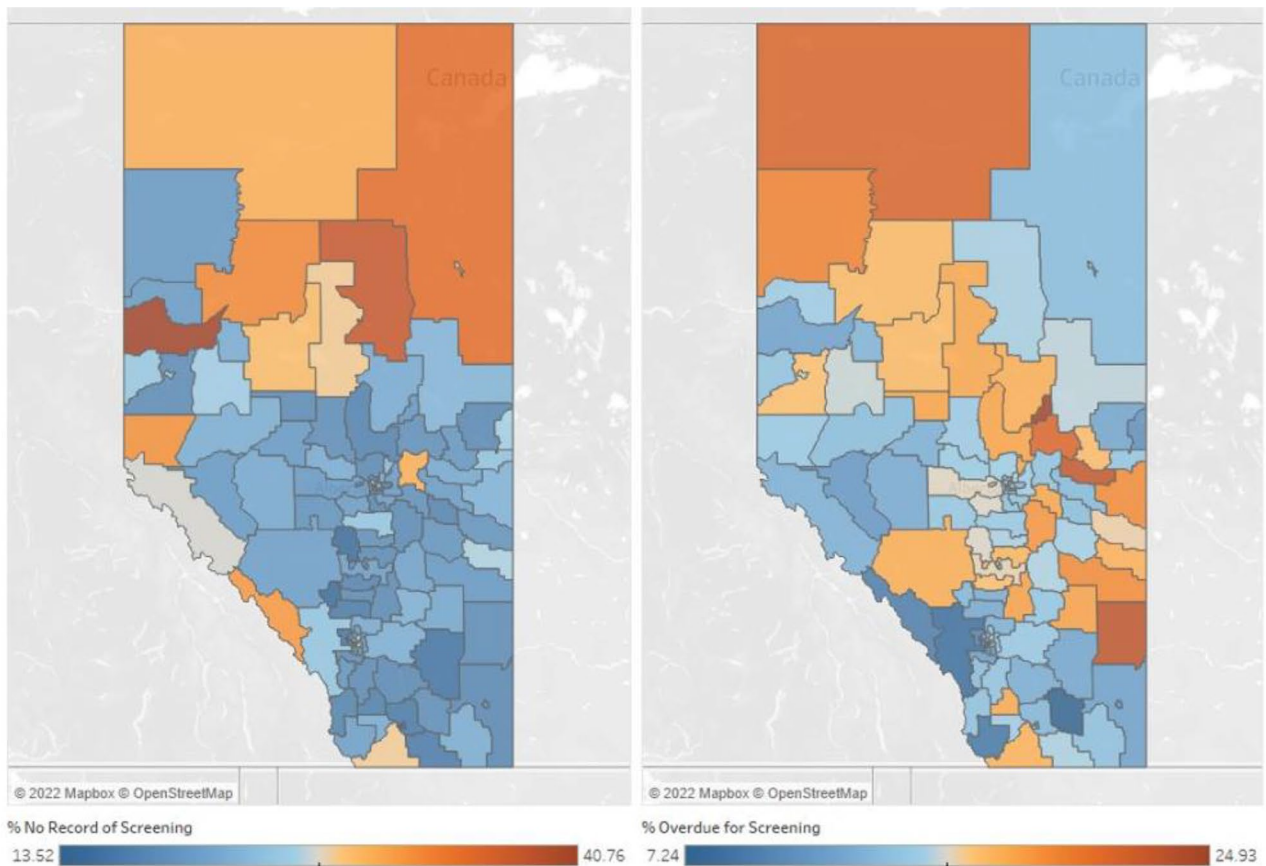 Canada
Canada
© 2022 Mapbox © OpenStreetMap
© 2022 Mapbox © OpenStreetMap
% No Record of Screening
% Overdue for Screening
13.52
40.76
7.24
24.93